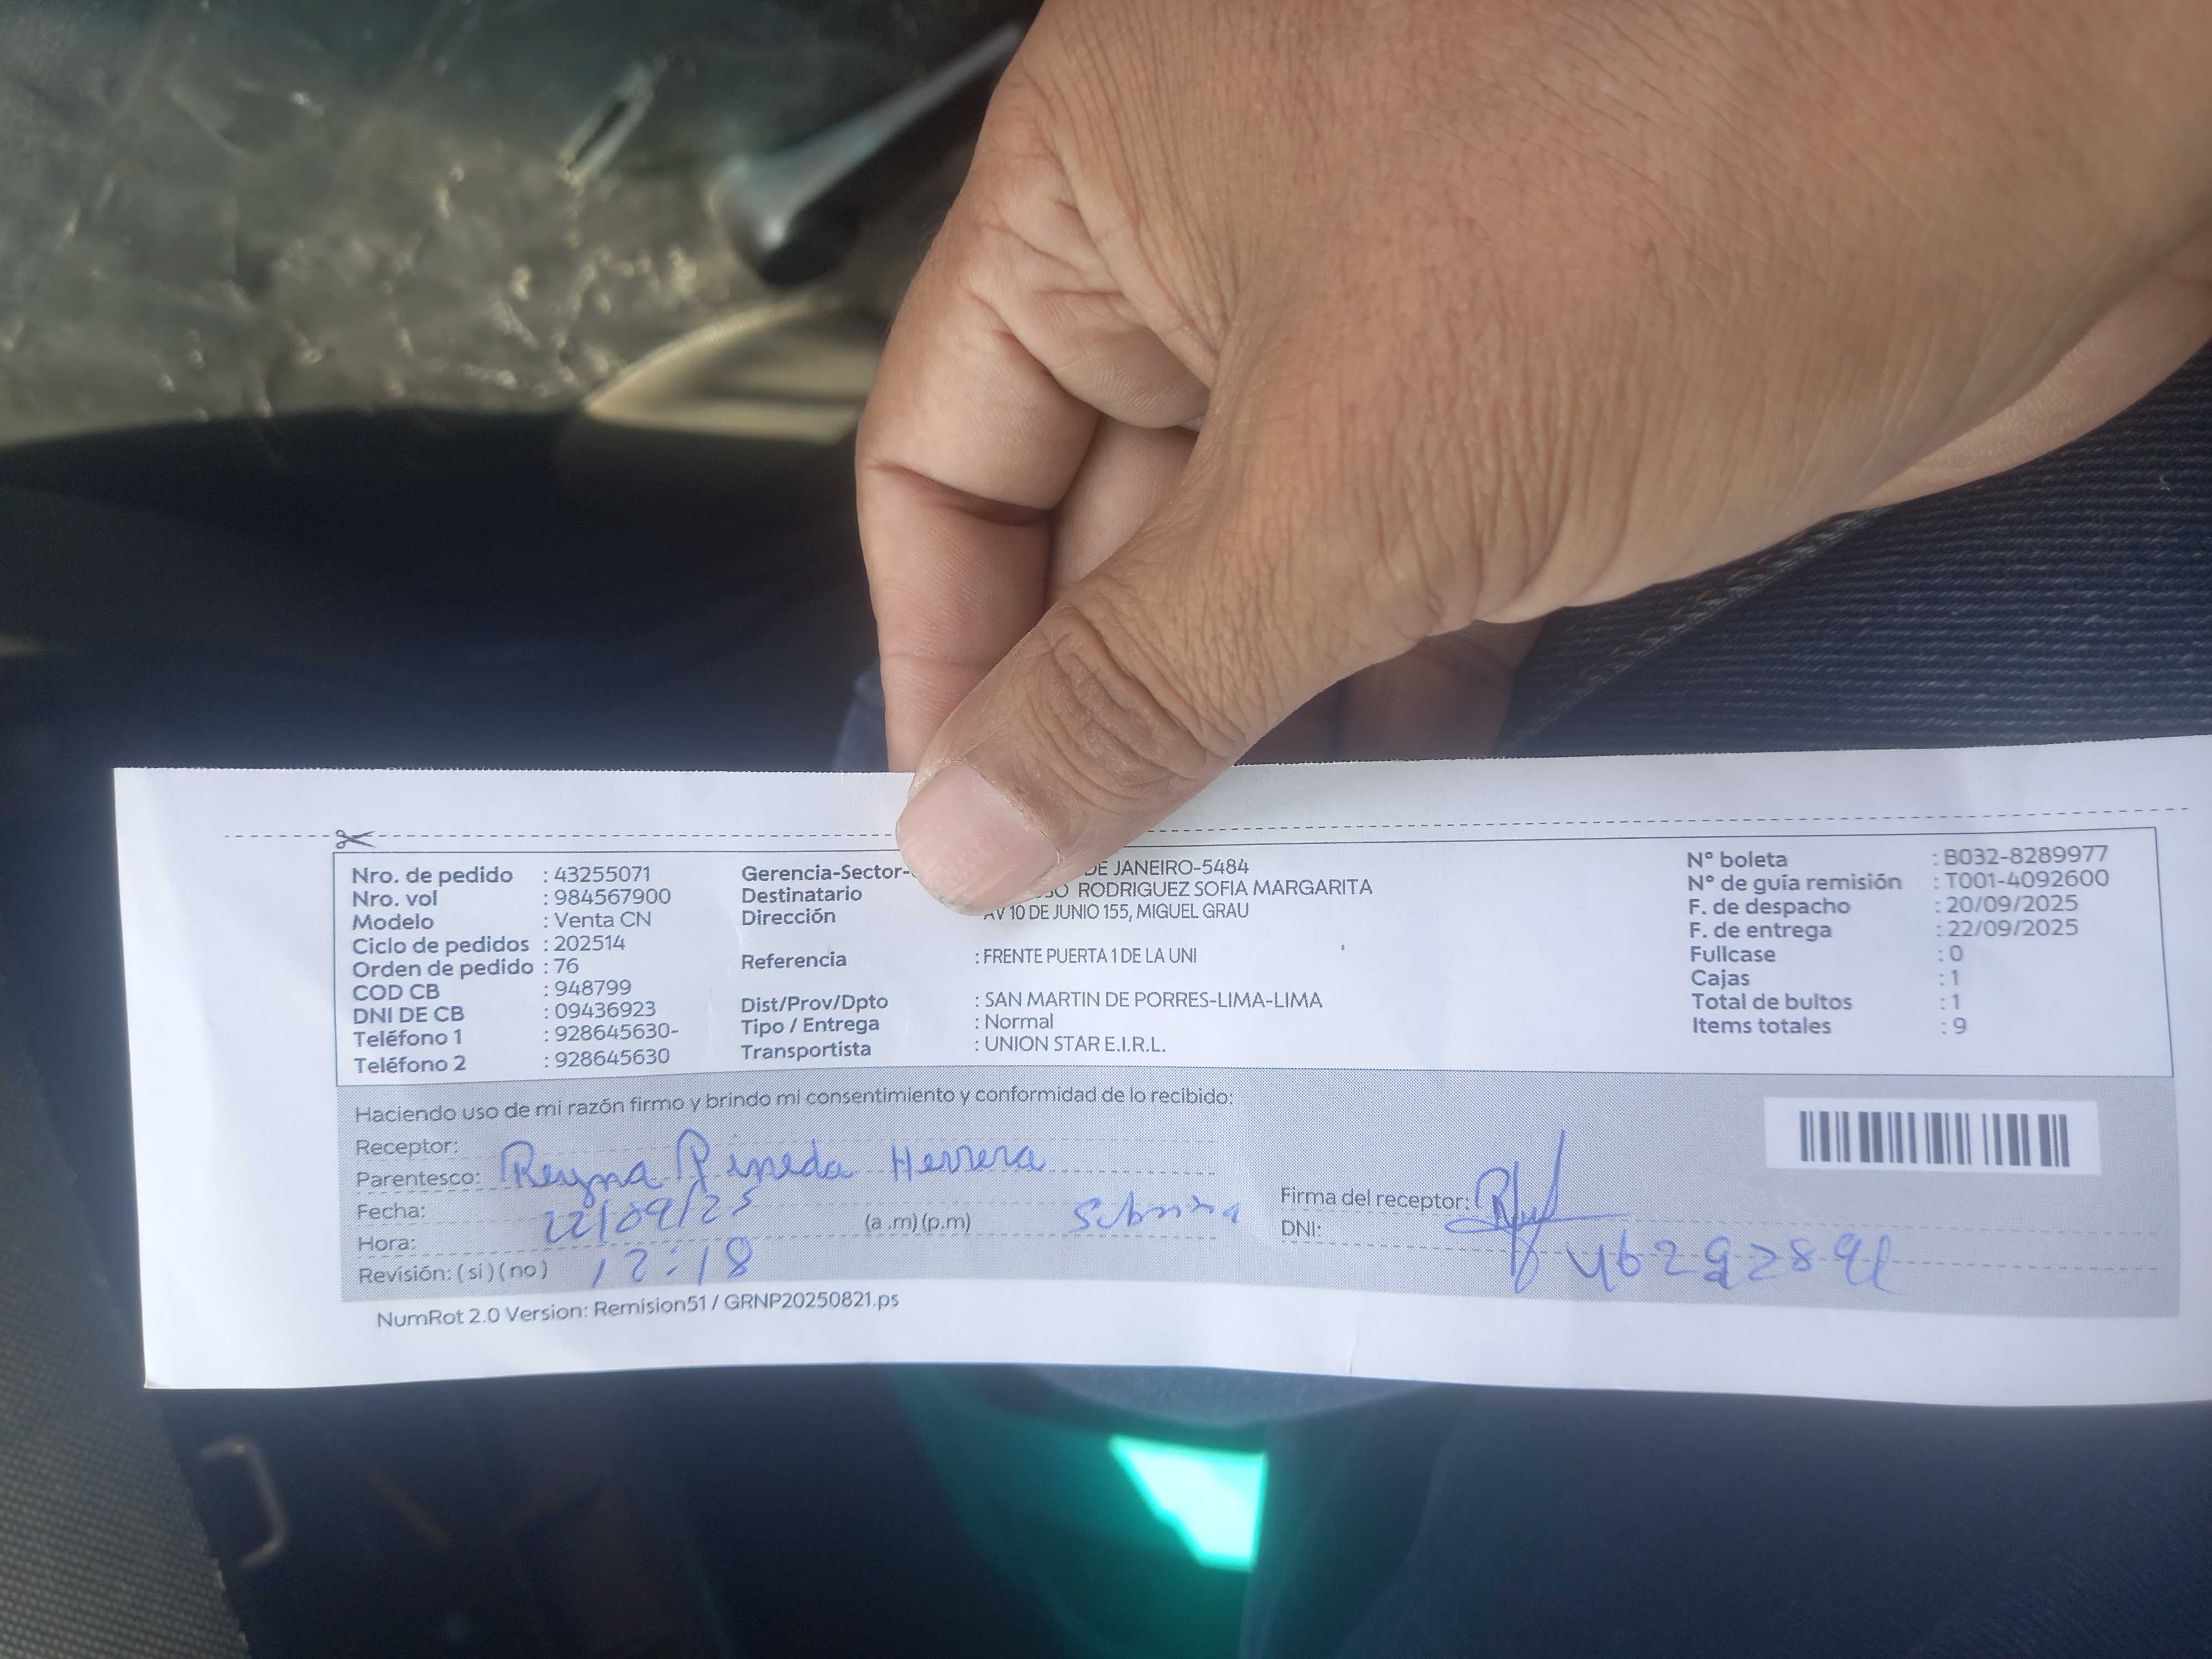 Nro. de pedido : 43255071
Nro. vol : 984567900
Modelo : Venta CN
Ciclo de pedidos : 202514
Orden de pedido : 76
COD CB : 948799
DNI DE CB : 09436923
Teléfono 1 : 928645630-
Teléfono 2 : 928645630
Gerencia-Sector- DE JANEIRO-5484
Destinatario RODRIGUEZ SOFIA MARGARITA
Dirección AV 10 DE JUNIO 155, MIGUEL GRAU
Referencia : FRENTE PUERTA 1 DE LA UNI
Dist/Prov/Dpto : SAN MARTIN DE PORRES-LIMA-LIMA
Tipo / Entrega : Normal
Transportista : UNION STAR E.I.R.L.
N° boleta : B032-8289977
N° de guía remisión : T001-4092600
F. de despacho : 20/09/2025
F. de entrega : 22/09/2025
Fullcase : 0
Cajas : 1
Total de bultos : 1
Items totales : 9
Haciendo uso de mi razón firmo y brindo mi consentimiento y conformidad de lo recibido:
Receptor:
Parentesco: Reyna Pineda Herrera
Fecha: 22/09/25
Hora: (a .m) (p.m) Sobrina
Revisión: ( si ) ( no ) 12:18
Firma del receptor:
DNI:
NumRot 2.0 Version: Remision51 / GRNP20250821.ps